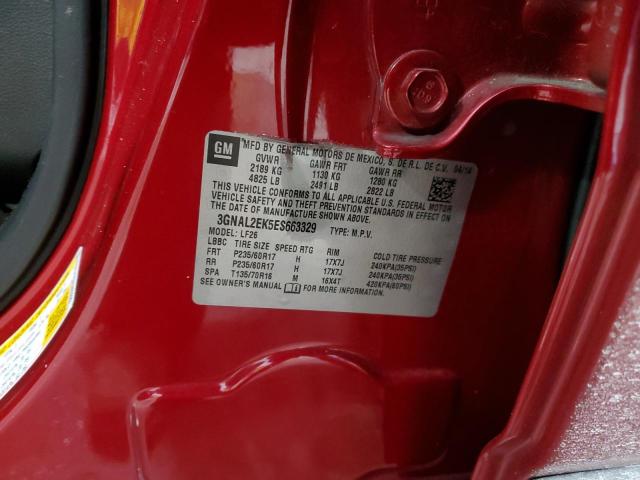 GM
MFD BY GENERAL MOTORS DE MEXICO, S. DE R.L. DE C.V. 04/14
GVWR GAWR FRT GAWR RR
2189 KG 1130 KG 1280 KG
4825 LB 2491 LB 2822 LB
THIS VEHICLE CONFORMS TO ALL APPLICABLE U.S. FEDERAL MOTOR
VEHICLE SAFETY AND THEFT PREVENTION STANDARDS IN EFFECT ON
THE DATE OF MANUFACTURE SHOWN ABOVE.
3GNAL2EK5ES663329 TYPE: M.P.V.
MODEL: LF26
LBBC TIRE SIZE SPEED RTG RIM COLD TIRE PRESSURE
FRT P235/60R17 H 17X7J 240KPA(35PSI)
RR P235/60R17 H 17X7J 240KPA(35PSI)
SPA T135/70R16 M 16X4T 420KPA(60PSI)
SEE OWNER'S MANUAL FOR MORE INFORMATION.